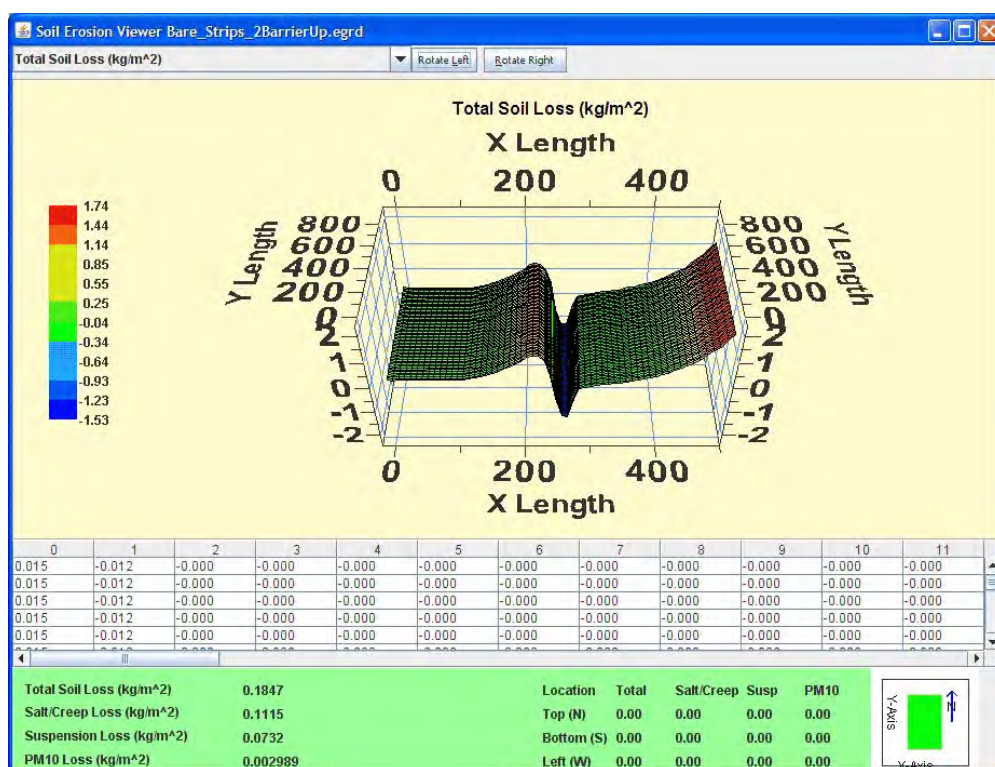 Soil Erosion Viewer Bare_Strips_2BarrierUp.egrd
Total Soil Loss (kg/m^2)
Rotate Left
Rotate Right
Total Soil Loss (kg/m^2)
X Length
0 200 400
1.74
1.44
1.14
0.85
0.55
0.25
-0.04
-0.34
-0.64
-0.93
-1.23
-1.53
Y Length
800
600
400
200
0
2
1
0
-1
-2
800
600
400
200
0
2
1
0
-1
-2
Y Length
0 200 400
X Length
0 1 2 3 4 5 6 7 8 9 10 11
0.015 -0.012 -0.000 -0.000 -0.000 -0.000 -0.000 -0.000 -0.000 -0.000 -0.000 -0.000
0.015 -0.012 -0.000 -0.000 -0.000 -0.000 -0.000 -0.000 -0.000 -0.000 -0.000 -0.000
0.015 -0.012 -0.000 -0.000 -0.000 -0.000 -0.000 -0.000 -0.000 -0.000 -0.000 -0.000
0.015 -0.012 -0.000 -0.000 -0.000 -0.000 -0.000 -0.000 -0.000 -0.000 -0.000 -0.000
0.015 -0.012 -0.000 -0.000 -0.000 -0.000 -0.000 -0.000 -0.000 -0.000 -0.000 -0.000
Total Soil Loss (kg/m^2) 0.1847 Location Total Salt/Creep Susp PM10
Salt/Creep Loss (kg/m^2) 0.1115 Top (N) 0.00 0.00 0.00 0.00
Suspension Loss (kg/m^2) 0.0732 Bottom (S) 0.00 0.00 0.00 0.00
PM10 Loss (kg/m^2) 0.002989 Left (W) 0.00 0.00 0.00 0.00
Y-Axis
N